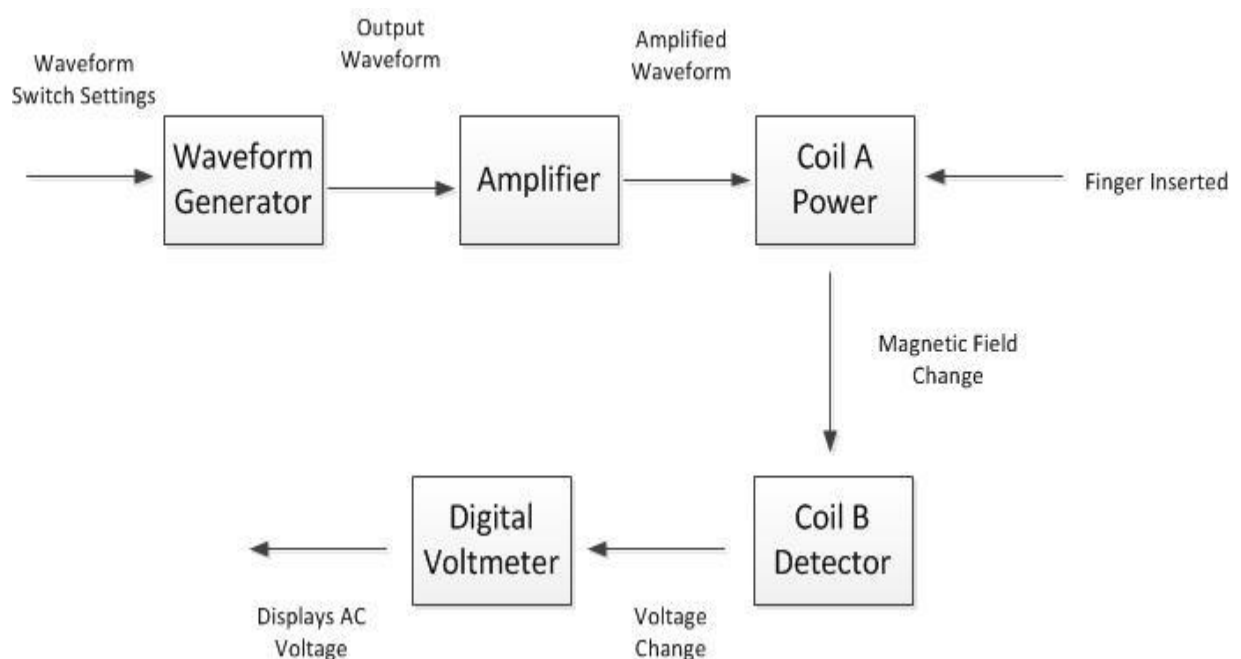 Waveform
Switch Settings
Output
Waveform
Amplified
Waveform
Waveform
Generator
Amplifier
Coil A
Power
Finger Inserted
Magnetic Field
Change
Digital
Voltmeter
Coil B
Detector
Displays AC
Voltage
Voltage
Change